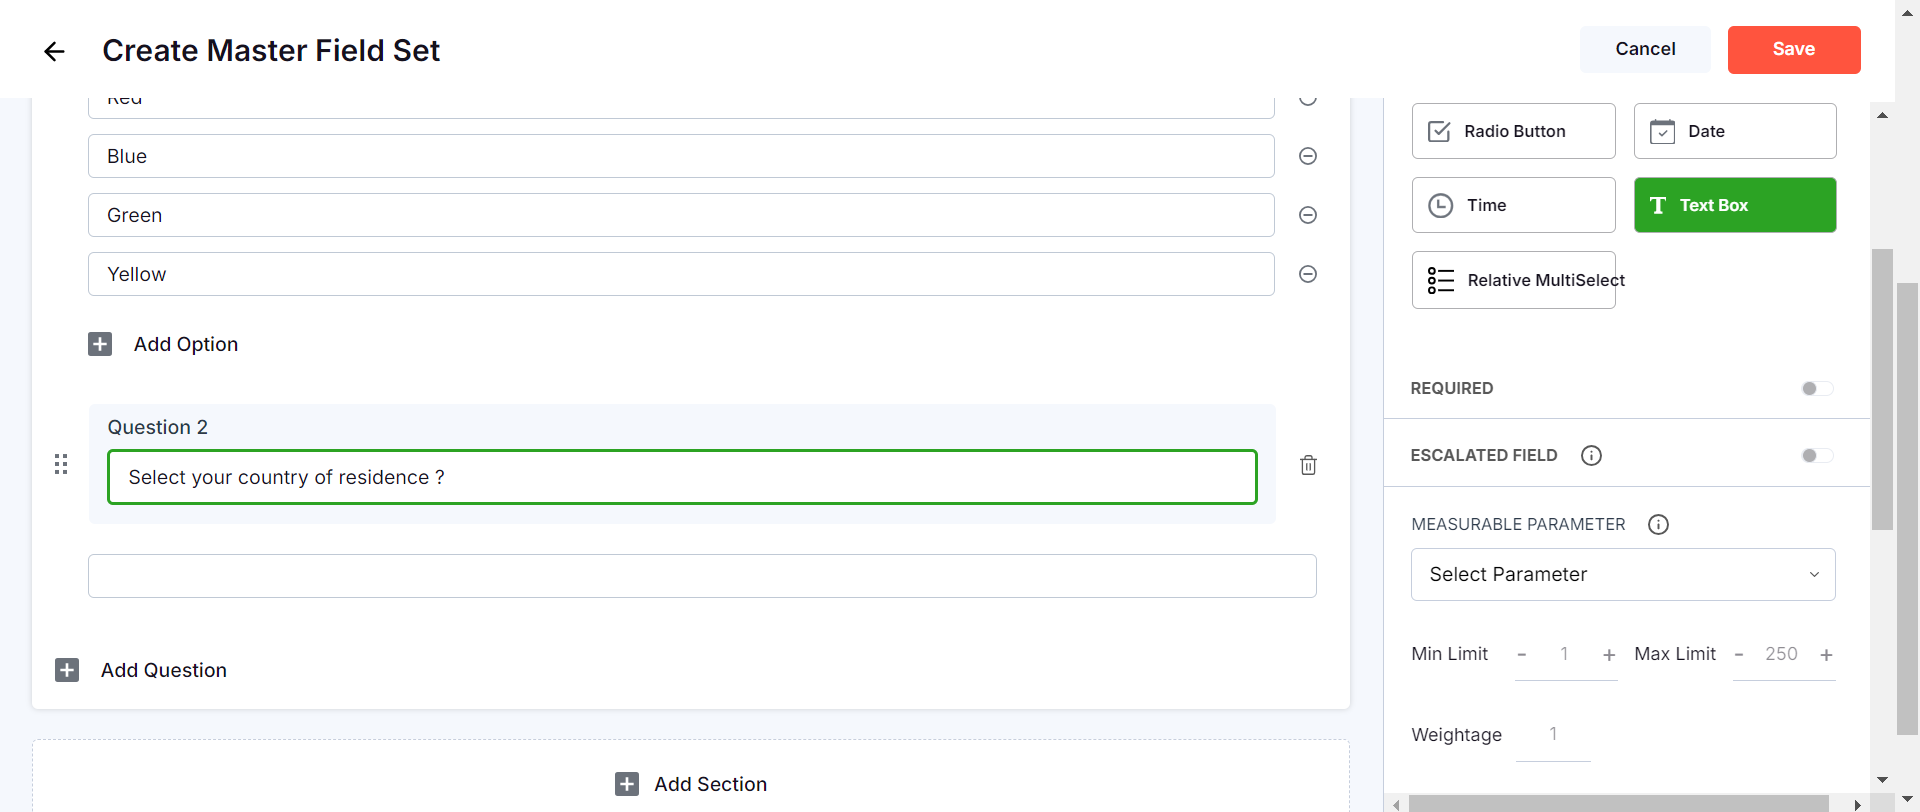 Create Master Field Set
Cancel
Save
Red
Blue
Green
Yellow
Add Option
Question 2
Select your country of residence ?
Add Question
Add Section
Radio Button
Date
Time
Text Box
Relative MultiSelect
REQUIRED
ESCALATED FIELD
MEASURABLE PARAMETER
Select Parameter
Min Limit - 1 + Max Limit - 250 +
Weightage 1